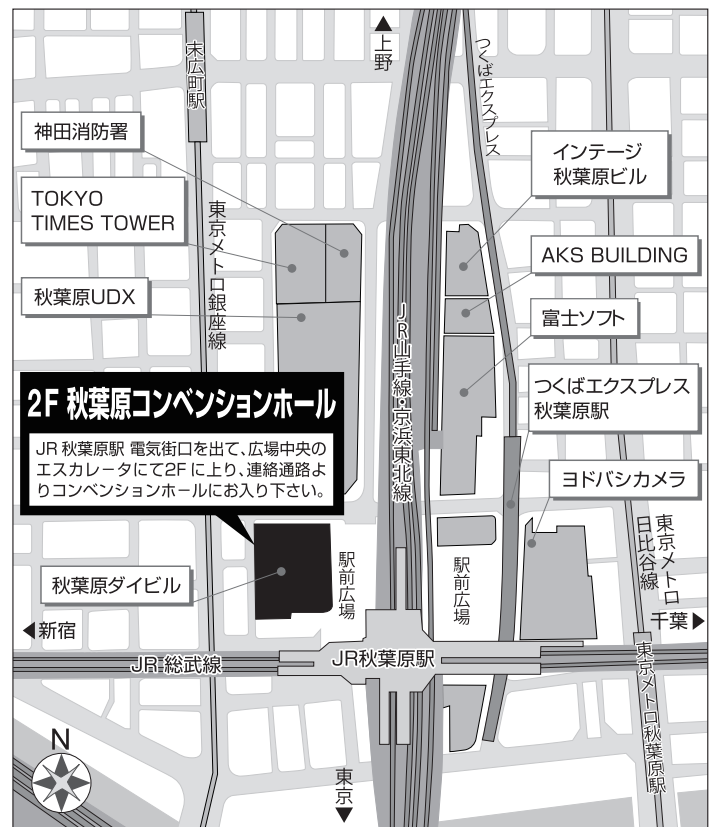 ▲上野
末広町駅
つくばエクスプレス
神田消防署
TOKYO
TIMES TOWER
秋葉原UDX
東京メトロ銀座線
インテージ
秋葉原ビル
AKS BUILDING
富士ソフト
JR山手線・京浜東北線
つくばエクスプレス
秋葉原駅
ヨドバシカメラ
2F 秋葉原コンベンションホール
JR 秋葉原駅 電気街口を出て、広場中央の
エスカレータにて2F に上り、連絡通路よ
りコンベンションホールにお入り下さい。
秋葉原ダイビル
駅前広場
駅前広場
東京メトロ
日比谷線
◀新宿
千葉▶
JR 総武線
JR秋葉原駅
東京メトロ秋葉原駅
N
東京▼